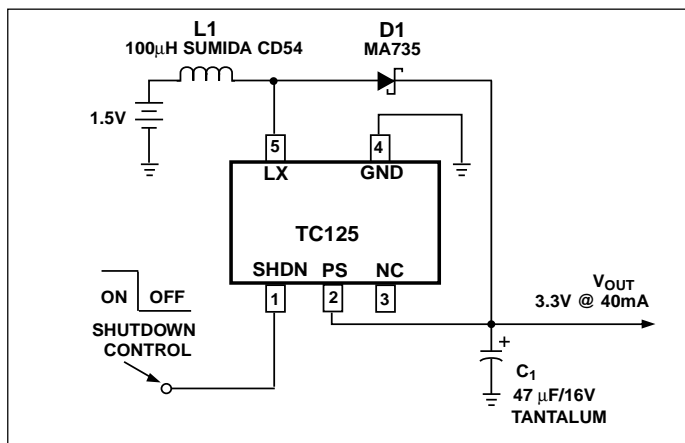 L1
100μH SUMIDA CD54
D1
MA735
1.5V
5
4
LX
GND
TC125
SHDN
PS
NC
1
2
3
ON
OFF
SHUTDOWN
CONTROL
VOUT
3.3V @ 40mA
+
C1
47 μF/16V
TANTALUM